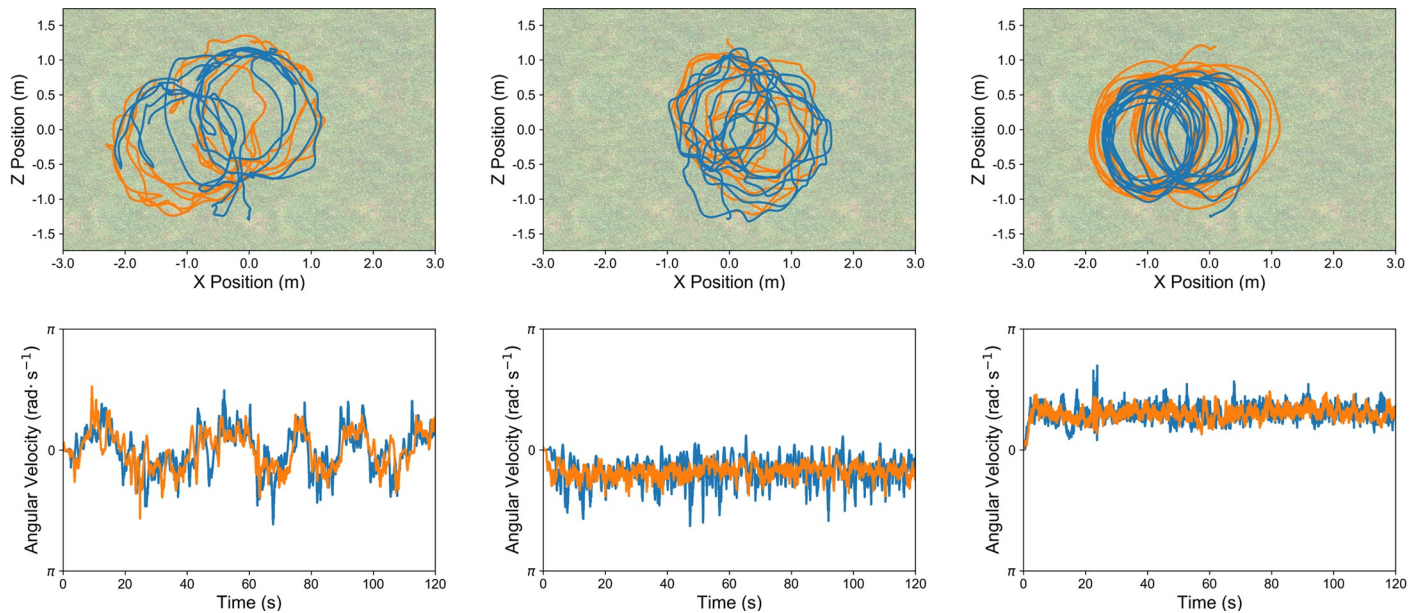 1.5
1.0
0.5
0.0
-0.5
-1.0
-1.5
Z Position (m)
-3.0 -2.0 -1.0 0.0 1.0 2.0 3.0
X Position (m)
1.5
1.0
0.5
0.0
-0.5
-1.0
-1.5
Z Position (m)
-3.0 -2.0 -1.0 0.0 1.0 2.0 3.0
X Position (m)
1.5
1.0
0.5
0.0
-0.5
-1.0
-1.5
Z Position (m)
-3.0 -2.0 -1.0 0.0 1.0 2.0 3.0
X Position (m)
π
0
π
Angular Velocity (rad· s⁻¹)
0 20 40 60 80 100 120
Time (s)
π
0
π
Angular Velocity (rad· s⁻¹)
0 20 40 60 80 100 120
Time (s)
π
0
π
Angular Velocity (rad· s⁻¹)
0 20 40 60 80 100 120
Time (s)